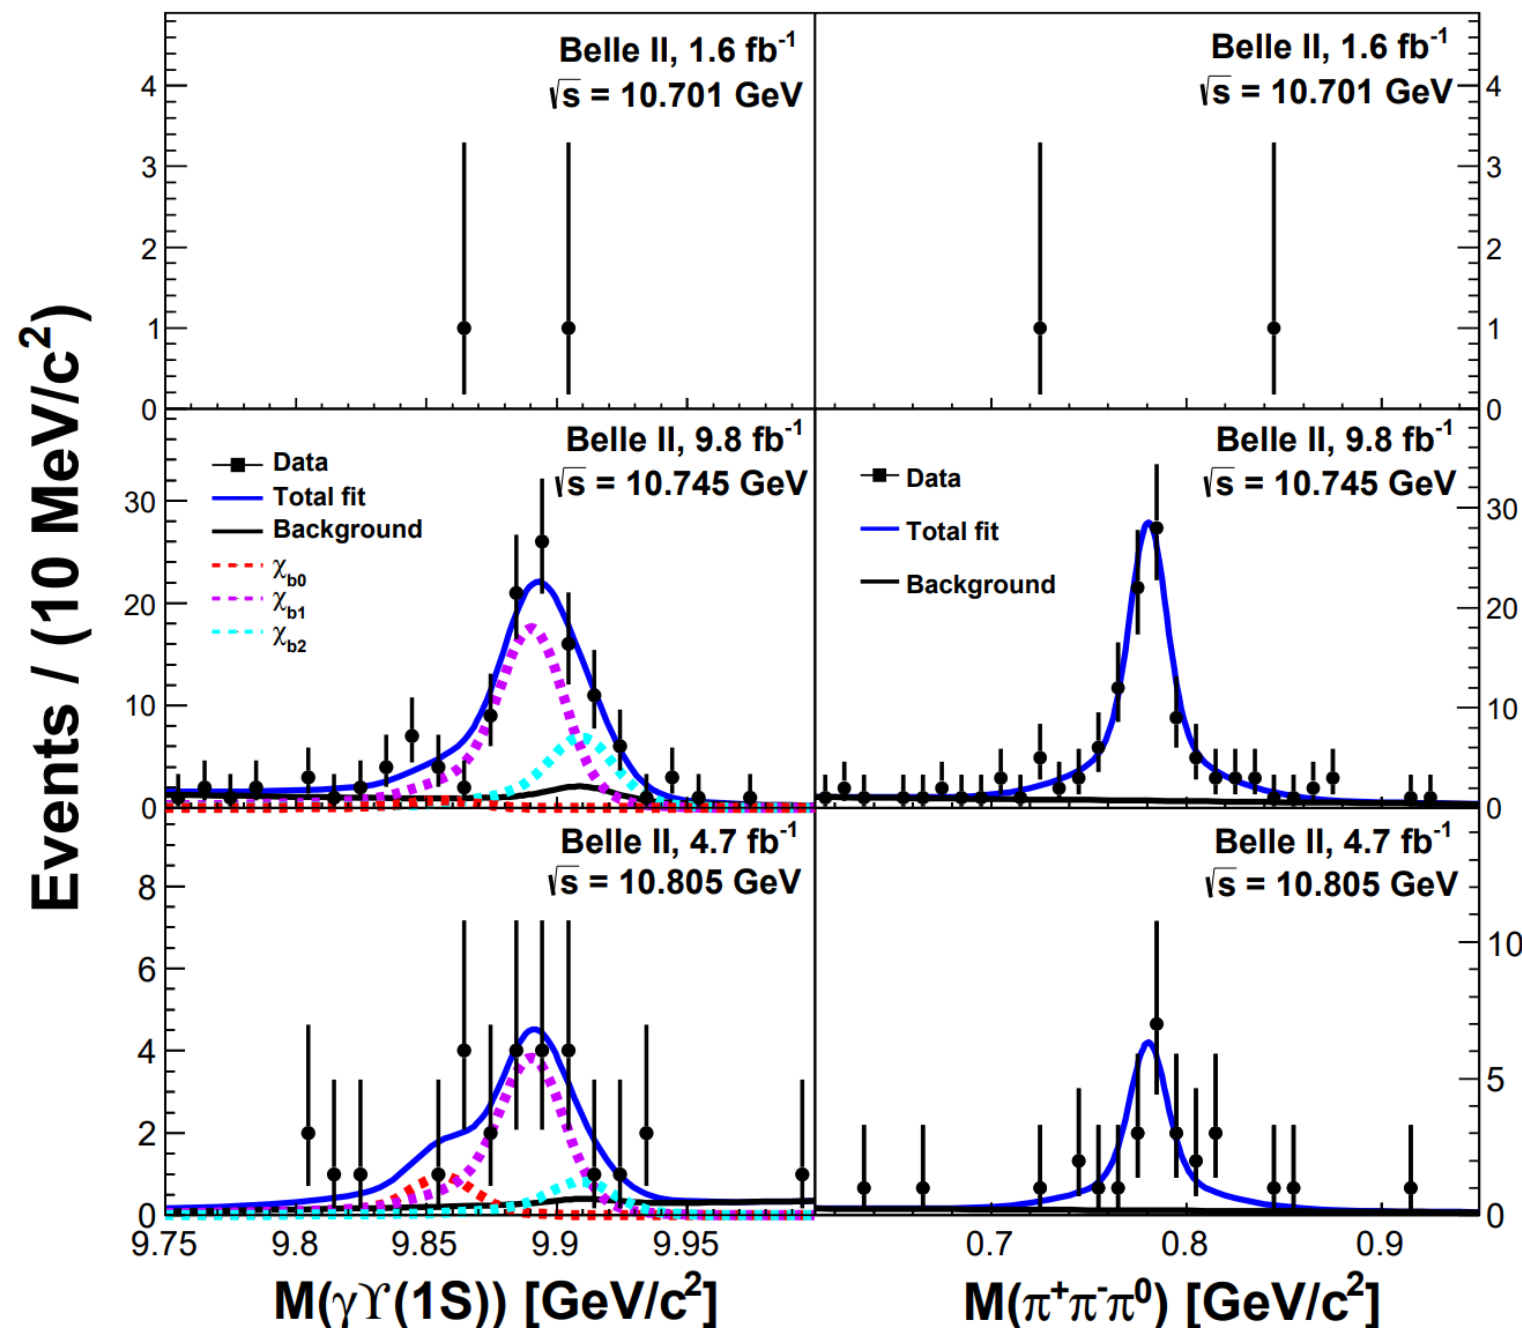 Events / (10 MeV/c²)
Belle II, 1.6 fb⁻¹
√s = 10.701 GeV
4
3
2
1
0
Belle II, 1.6 fb⁻¹
√s = 10.701 GeV
4
3
2
1
0
Belle II, 9.8 fb⁻¹
√s = 10.745 GeV
Data
Total fit
Background
χb0
χb1
χb2
30
20
10
0
Belle II, 9.8 fb⁻¹
√s = 10.745 GeV
Data
Total fit
Background
30
20
10
0
Belle II, 4.7 fb⁻¹
√s = 10.805 GeV
8
6
4
2
0
Belle II, 4.7 fb⁻¹
√s = 10.805 GeV
10
5
0
9.75 9.8 9.85 9.9 9.95
0.7 0.8 0.9
M(γϒ(1S)) [GeV/c²]
M(π⁺π⁻π⁰) [GeV/c²]